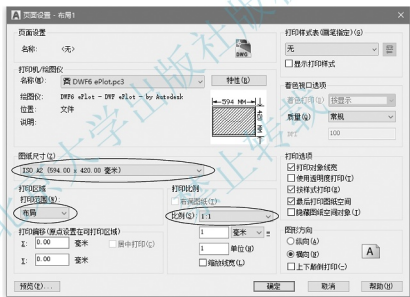 页面设置 - 布局1
页面设置
名称: <无>
DWG
打印机/绘图仪
名称(M): DWF6 ePlot.pc3
特性(R)
绘图仪: DWF6 ePlot - DWF ePlot - by Autodesk
位置: 文件
说明:
594 MM
图纸尺寸(Z)
ISO A2 (594.00 x 420.00 毫米)
打印区域
打印范围(W):
布局
打印偏移(原点设置在可打印区域)
X: 0.00 毫米
居中打印(C)
Y: 0.00 毫米
打印比例
布满图纸(I)
比例(S): 1:1
1 毫米 =
1 单位(N)
缩放线宽(L)
打印样式表(画笔指定)(G)
无
显示打印样式
着色视口选项
着色打印(D) 按显示
质量(Q) 常规
DPI 100
打印选项
打印对象线宽
使用透明度打印(T)
按样式打印(E)
最后打印图纸空间
隐藏图纸空间对象(J)
图形方向
纵向(A)
横向(N)
上下颠倒打印(-)
A
预览(P)...
确定
取消
帮助(H)